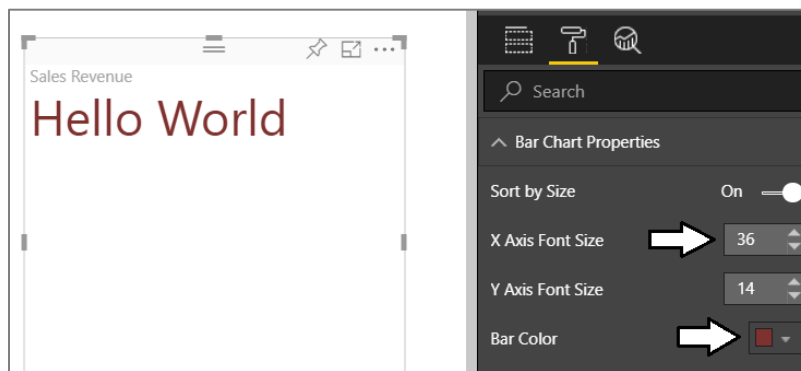 Sales Revenue
Hello World
Search
Bar Chart Properties
Sort by Size On
X Axis Font Size 36
Y Axis Font Size 14
Bar Color